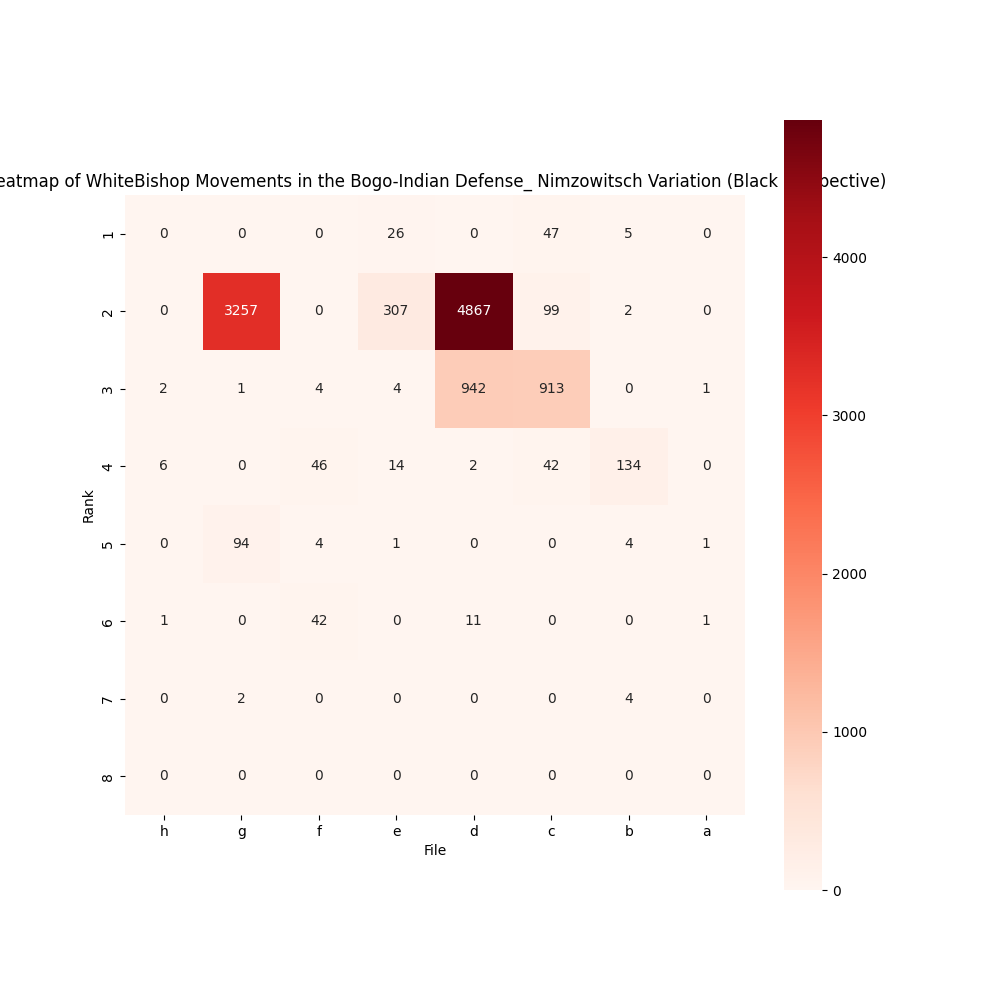 of WhiteBishop Movements in the Bogo-Indian Defense_ Nimzowitsch Variation (Black
1 0 0 0 26 0 47 5 0
2 0 3257 0 307 4867 99 2 0
3 2 1 4 4 942 913 0 1
4 6 0 46 14 2 42 134 0
5 0 94 4 1 0 0 4 1
6 1 0 42 0 11 0 0 1
7 0 2 0 0 0 0 4 0
8 0 0 0 0 0 0 0 0
Rank
h g f e d c b a
File
4000
3000
2000
1000
0